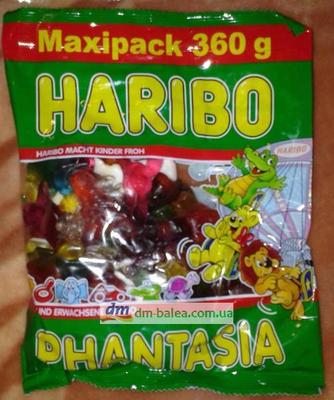 Maxipack 360 g
HARIBO
HARIBO MACHT KINDER FROH
HARIBO
UND ERWACHSENE
dm dm-balea.com.ua
PHANTASIA